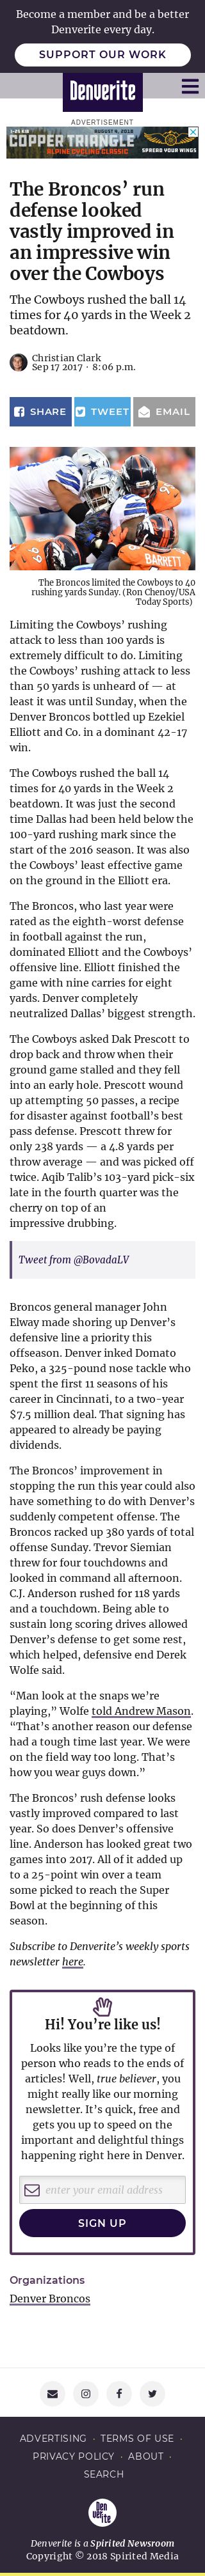 Become a member and be a better
Denverite every day.
SUPPORT OUR WORK
Denverite
ADVERTISEMENT
AUGUST 4, 2018
COPPER TRIANGLE
ALPINE CYCLING CLASSIC
SPREAD YOUR WINGS
The Broncos’ run
defense looked
vastly improved in
an impressive win
over the Cowboys
The Cowboys rushed the ball 14
times for 40 yards in the Week 2
beatdown.
Christian Clark
Sep 17 2017 · 8:06 p.m.
SHARE
TWEET
EMAIL
BARRETT
The Broncos limited the Cowboys to 40
rushing yards Sunday. (Ron Cheney/USA
Today Sports)
Limiting the Cowboys’ rushing
attack to less than 100 yards is
extremely difficult to do. Limiting
the Cowboys’ rushing attack to less
than 50 yards is unheard of — at
least it was until Sunday, when the
Denver Broncos bottled up Ezekiel
Elliott and Co. in a dominant 42-17
win.
The Cowboys rushed the ball 14
times for 40 yards in the Week 2
beatdown. It was just the second
time Dallas had been held below the
100-yard rushing mark since the
start of the 2016 season. It was also
the Cowboys’ least effective game
on the ground in the Elliott era.
The Broncos, who last year were
rated as the eighth-worst defense
in football against the run,
dominated Elliott and the Cowboys’
offensive line. Elliott finished the
game with nine carries for eight
yards. Denver completely
neutralized Dallas’ biggest strength.
The Cowboys asked Dak Prescott to
drop back and throw when their
ground game stalled and they fell
into an early hole. Prescott wound
up attempting 50 passes, a recipe
for disaster against football’s best
pass defense. Prescott threw for
only 238 yards — a 4.8 yards per
throw average — and was picked off
twice. Aqib Talib’s 103-yard pick-six
late in the fourth quarter was the
cherry on top of an
impressive drubbing.
Tweet from @BovadaLV
Broncos general manager John
Elway made shoring up Denver’s
defensive line a priority this
offseason. Denver inked Domato
Peko, a 325-pound nose tackle who
spent the first 11 seasons of his
career in Cincinnati, to a two-year
$7.5 million deal. That signing has
appeared to already be paying
dividends.
The Broncos’ improvement in
stopping the run this year could also
have something to do with Denver’s
suddenly competent offense. The
Broncos racked up 380 yards of total
offense Sunday. Trevor Siemian
threw for four touchdowns and
looked in command all afternoon.
C.J. Anderson rushed for 118 yards
and a touchdown. Being able to
sustain long scoring drives allowed
Denver’s defense to get some rest,
which helped, defensive end Derek
Wolfe said.
“Man look at the snaps we’re
playing,” Wolfe told Andrew Mason.
“That’s another reason our defense
had a tough time last year. We were
on the field way too long. That’s
how you wear guys down.”
The Broncos’ rush defense looks
vastly improved compared to last
year. So does Denver’s offensive
line. Anderson has looked great two
games into 2017. All of it added up
to a 25-point win over a team
some picked to reach the Super
Bowl at the beginning of this
season.
Subscribe to Denverite’s weekly sports
newsletter here.
Hi! You’re like us!
Looks like you’re the type of
person who reads to the ends of
articles! Well, true believer, you
might really like our morning
newsletter. It’s quick, free and
gets you up to speed on the
important and delightful things
happening right here in Denver.
enter your email address
SIGN UP
Organizations
Denver Broncos
ADVERTISING · TERMS OF USE ·
PRIVACY POLICY · ABOUT ·
SEARCH
Den
ver
ite
Denverite is a Spirited Newsroom
Copyright © 2018 Spirited Media